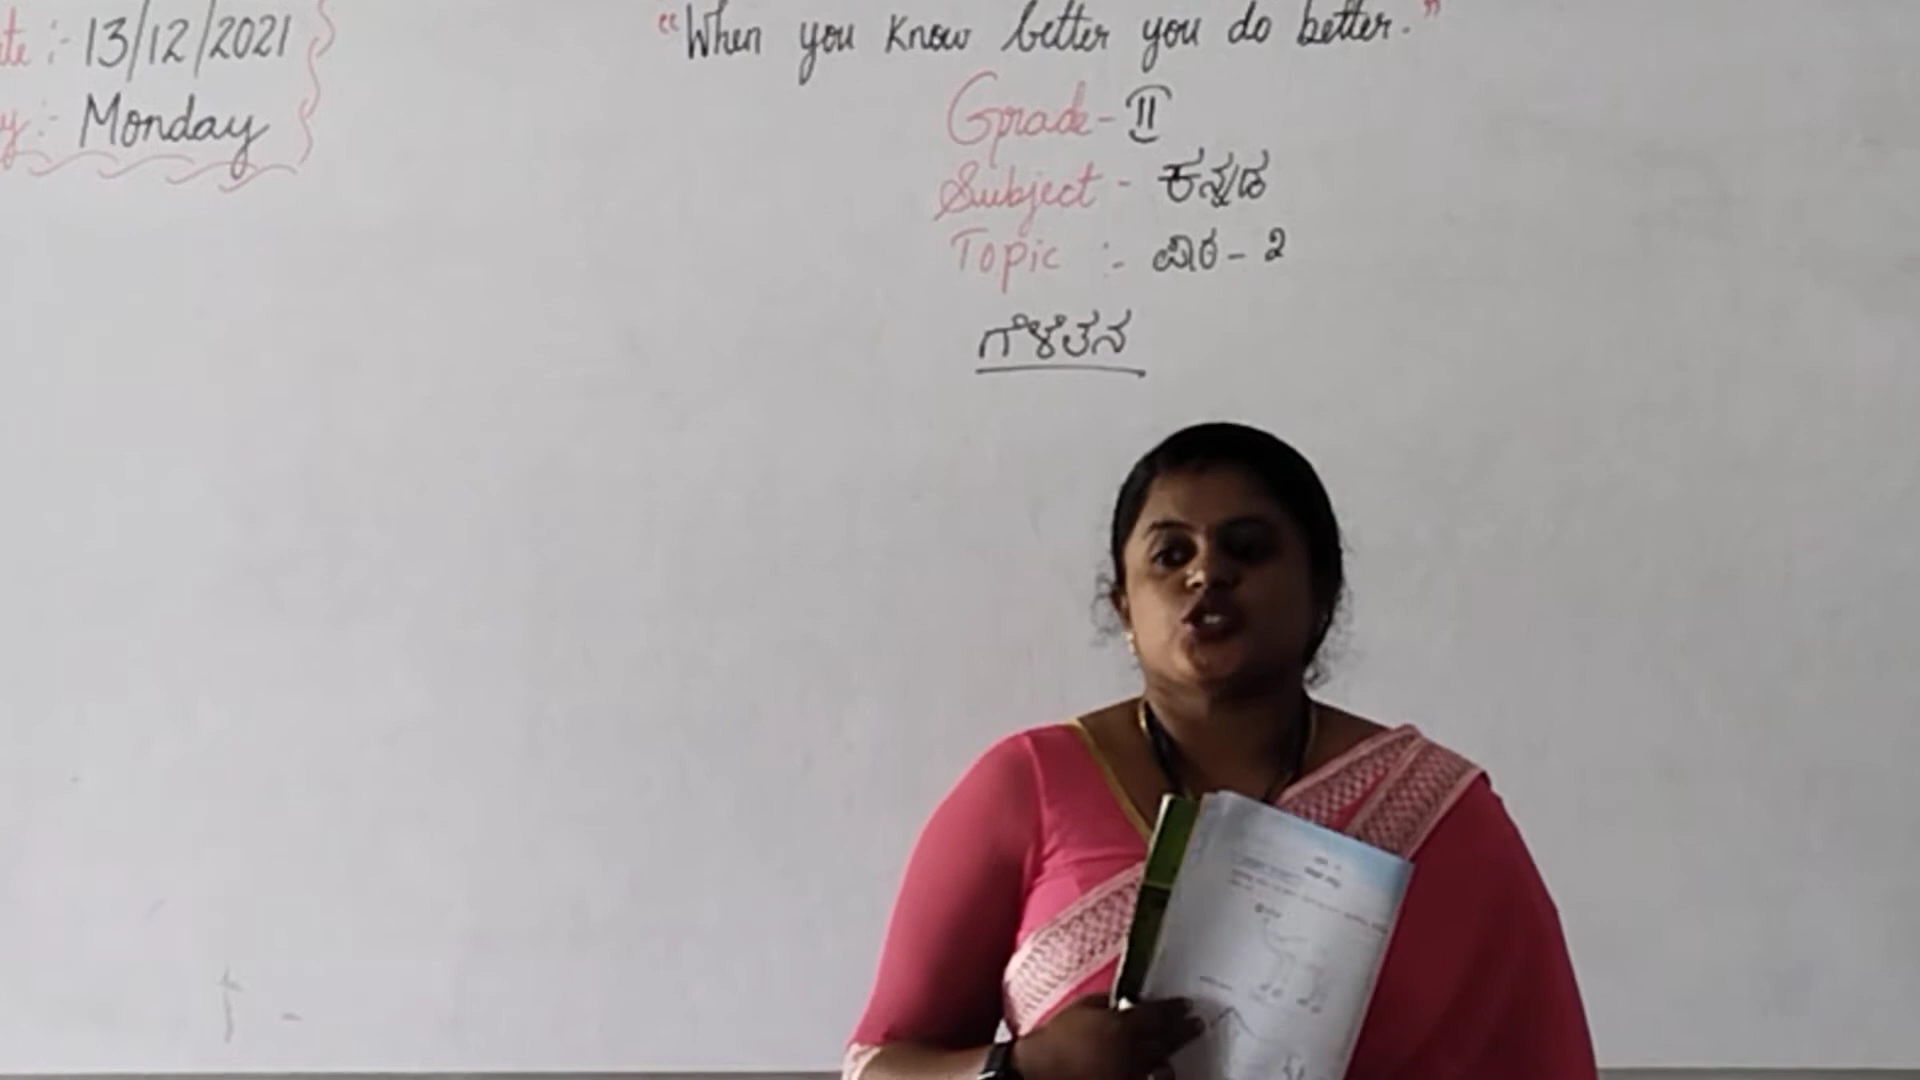 te :- 13/12/2021
y :- Monday
"When you know better you do better."
Grade - II
Subject - ಕನ್ನಡ
Topic :- ಪಾಠ - 2
ಗೆಳೆತನ